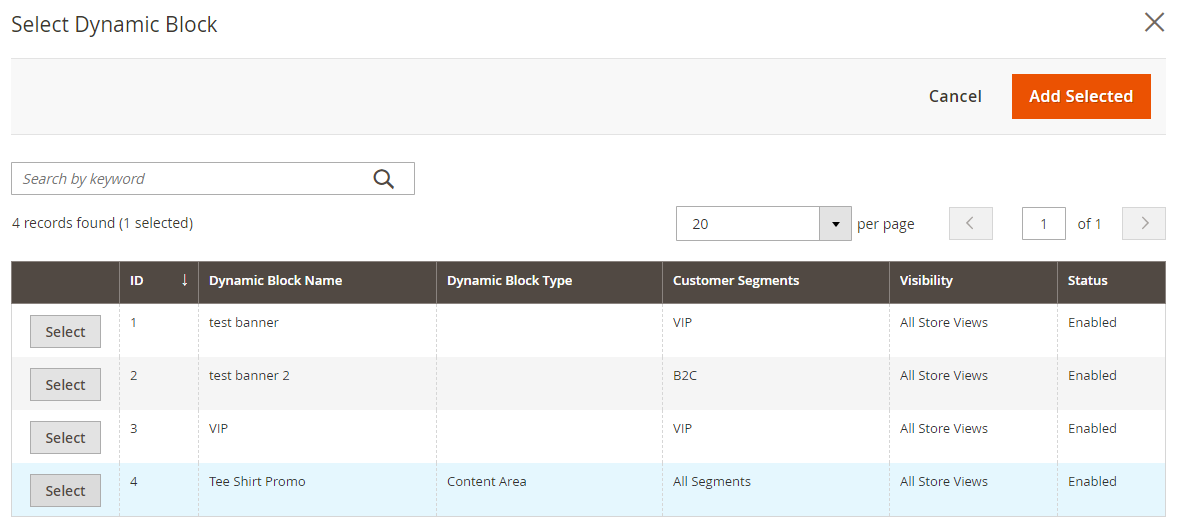 Select Dynamic Block
Cancel Add Selected
Search by keyword
4 records found (1 selected) 20 per page 1 of 1
ID ↓ Dynamic Block Name Dynamic Block Type Customer Segments Visibility Status
Select 1 test banner VIP All Store Views Enabled
Select 2 test banner 2 B2C All Store Views Enabled
Select 3 VIP VIP All Store Views Enabled
Select 4 Tee Shirt Promo Content Area All Segments All Store Views Enabled